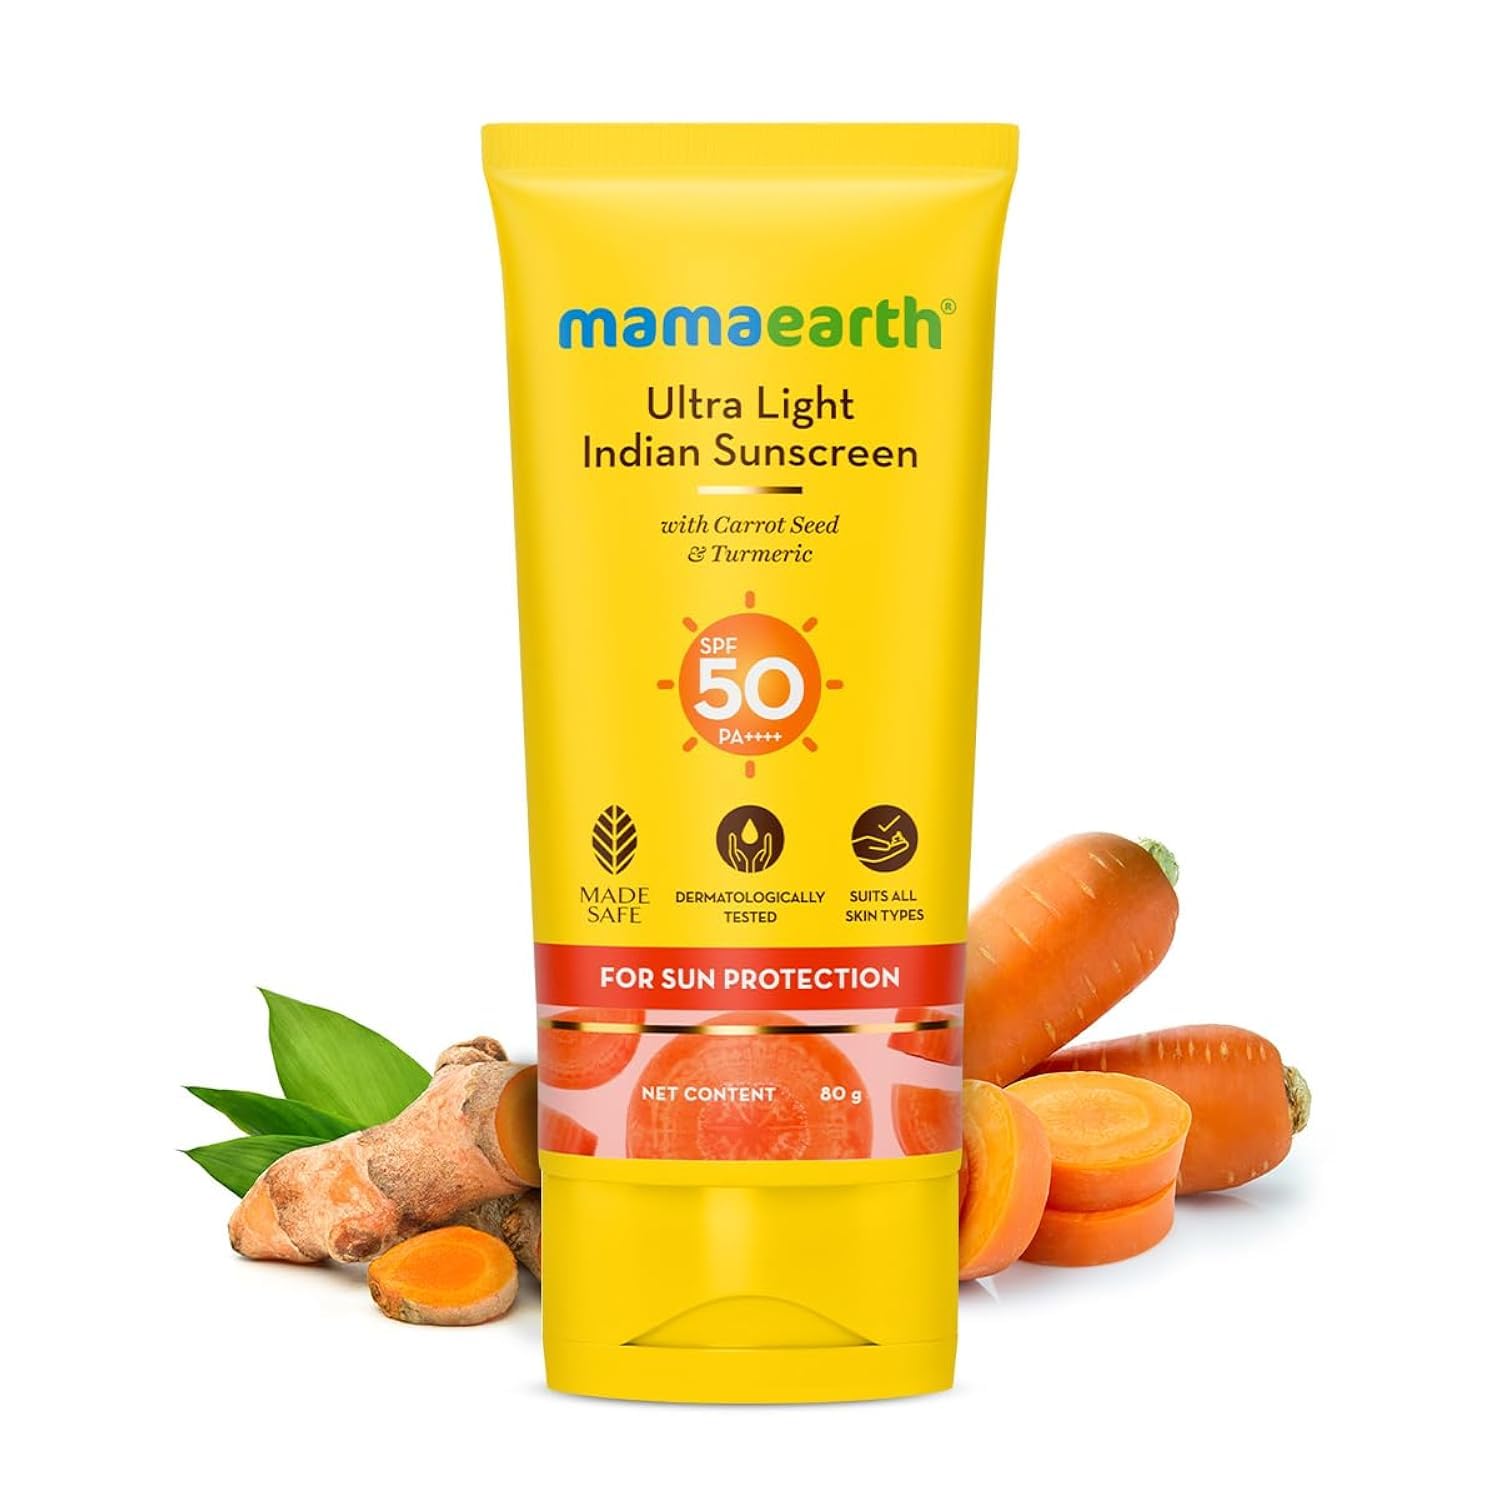 mamaearth®
Ultra Light
Indian Sunscreen
with Carrot Seed
& Turmeric
SPF
50
PA++++
MADE
SAFE
DERMATOLOGICALLY
TESTED
SUITS ALL
SKIN TYPES
FOR SUN PROTECTION
NET CONTENT 80 g